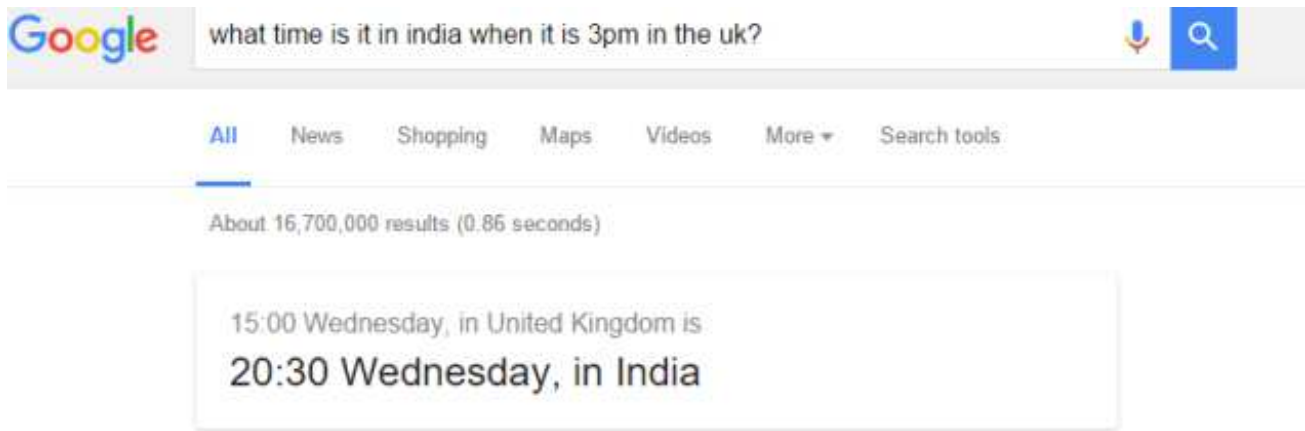 Google what time is it in india when it is 3pm in the uk?
All News Shopping Maps Videos More Search tools
About 16,700,000 results (0.86 seconds)
15:00 Wednesday, in United Kingdom is
20:30 Wednesday, in India